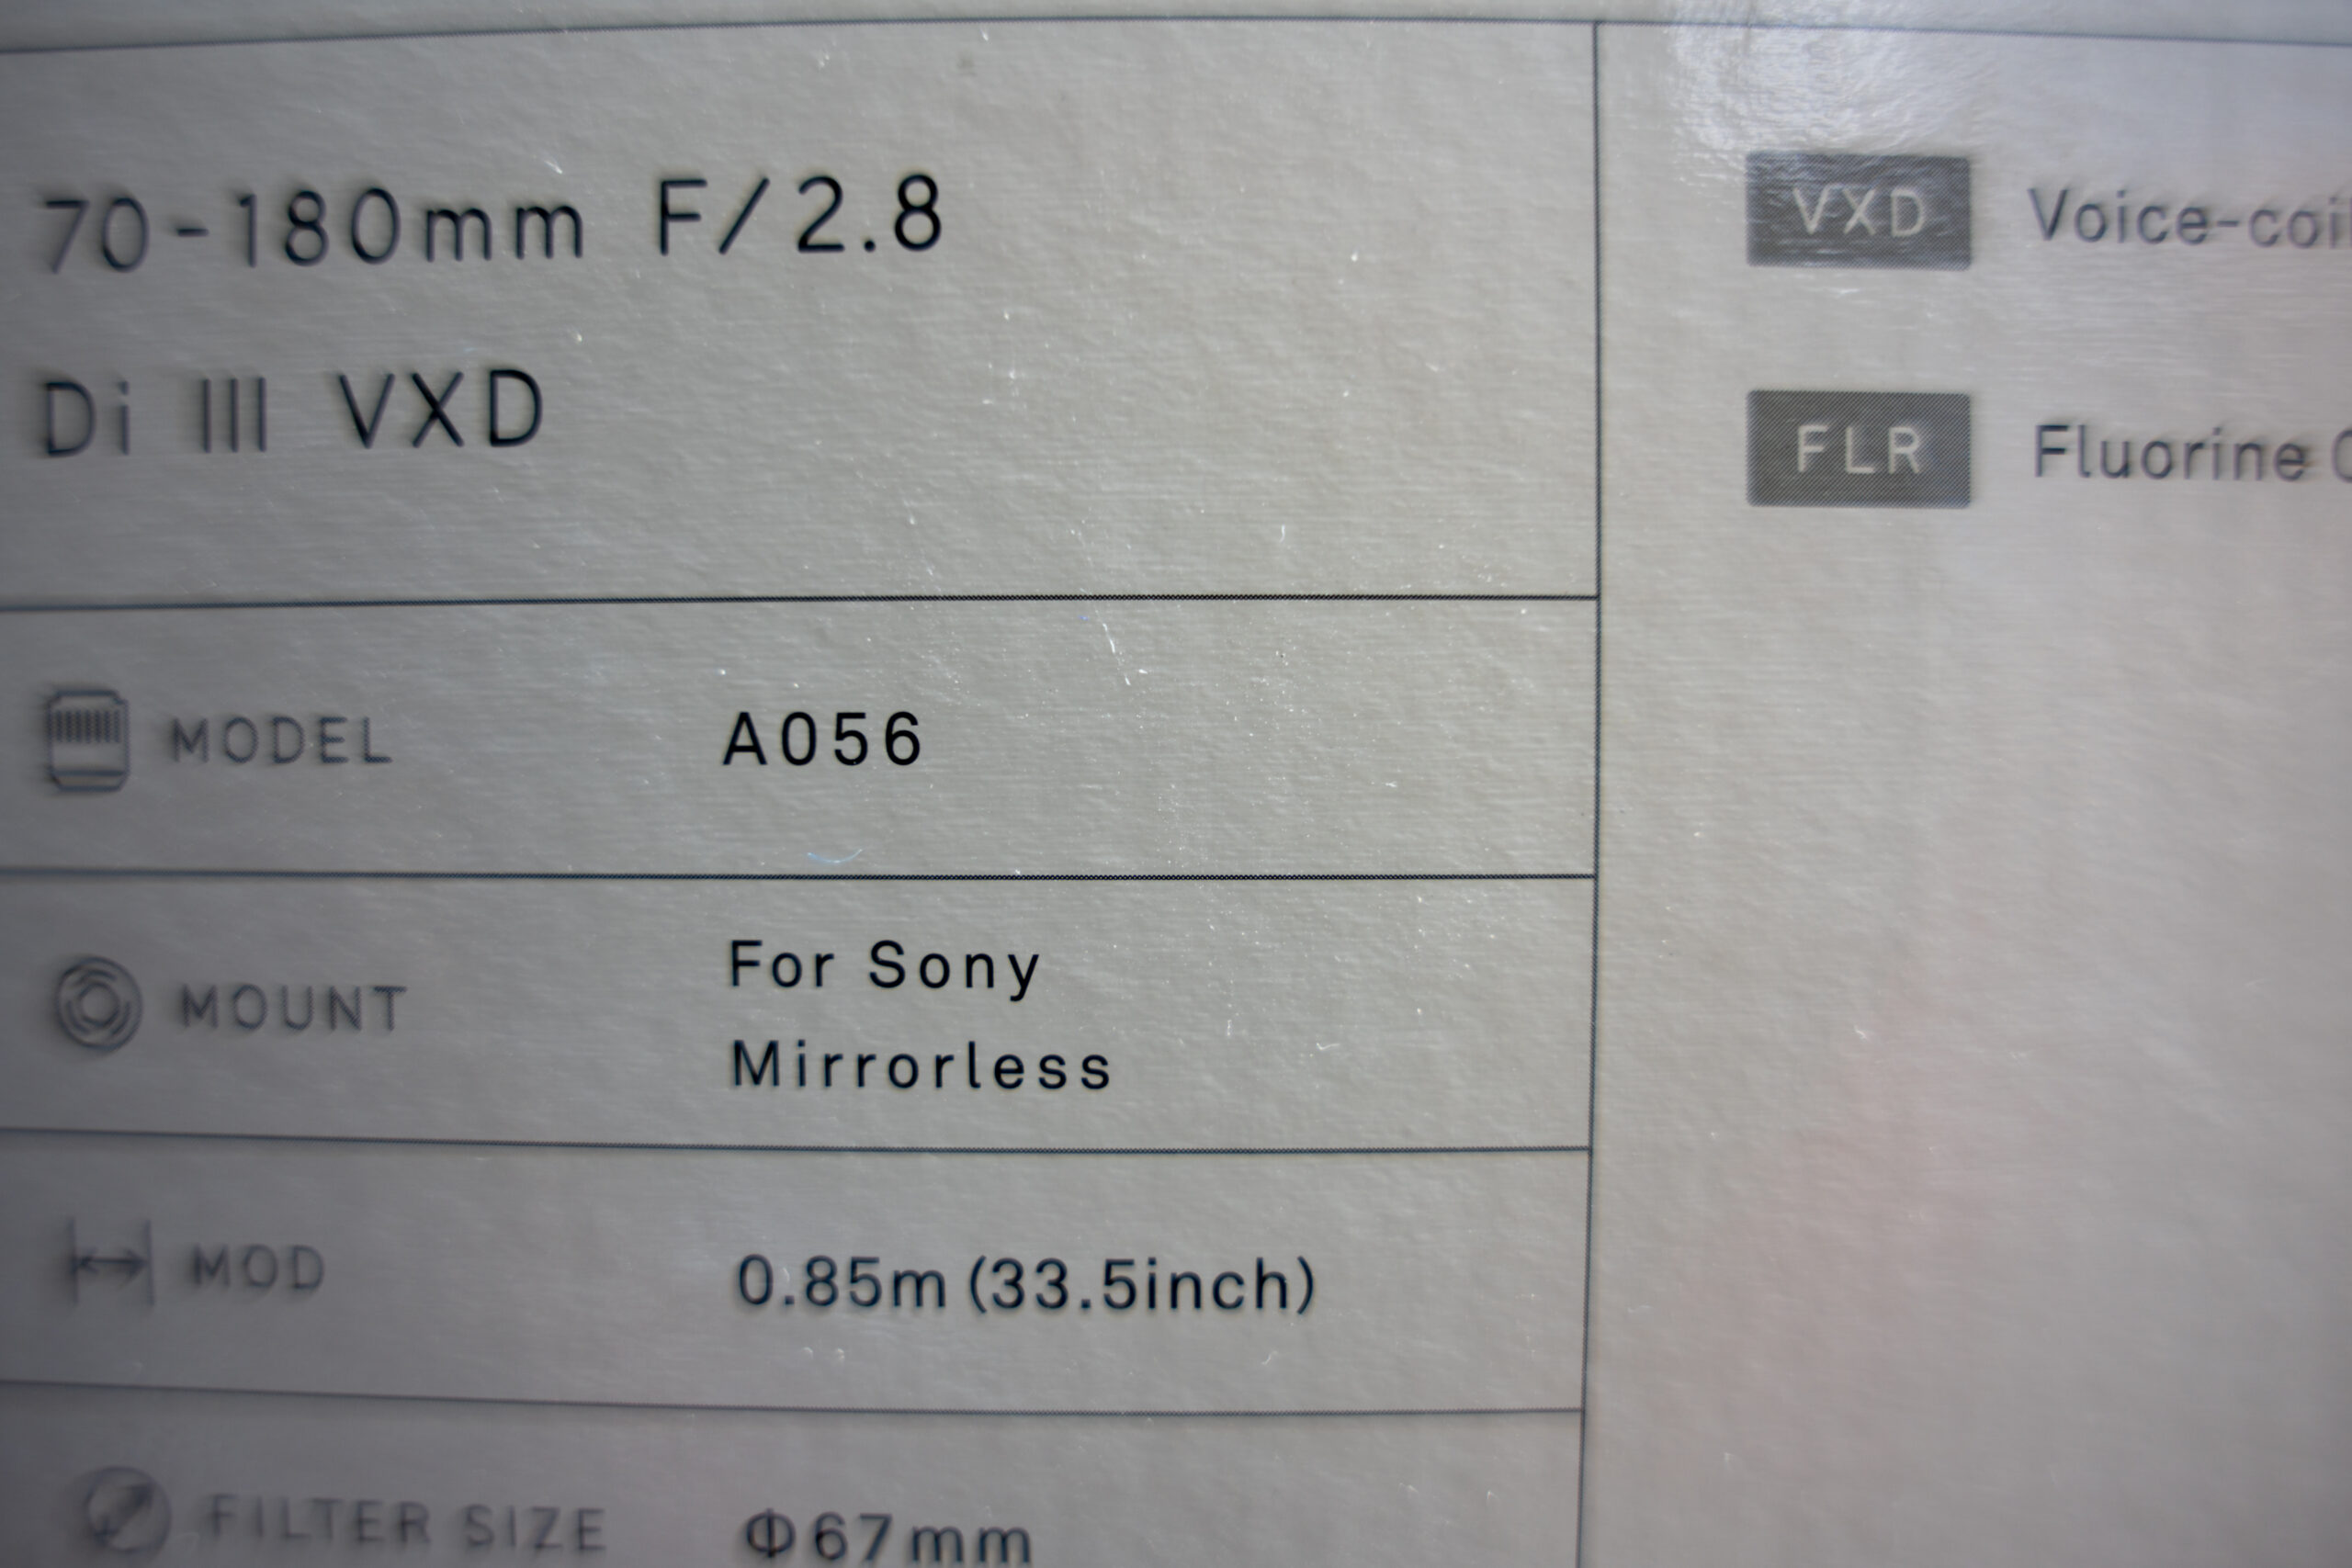 70-180mm F/2.8
Di III VXD
MODEL A056
MOUNT For Sony
Mirrorless
MOD 0.85m (33.5inch)
FILTER SIZE Φ67mm
VXD Voice-coil
FLR Fluorine